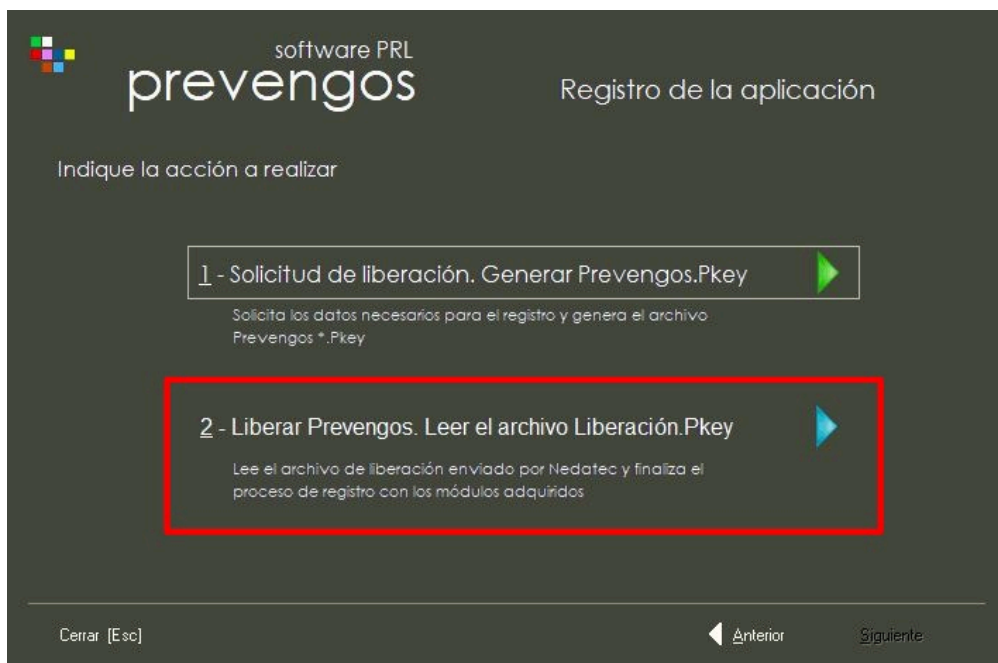 software PRL
prevengos
Registro de la aplicación
Indique la acción a realizar
1 - Solicitud de liberación. Generar Prevengos.Pkey
Solicita los datos necesarios para el registro y genera el archivo
Prevengos *.Pkey
2 - Liberar Prevengos. Leer el archivo Liberación.Pkey
Lee el archivo de liberación enviado por Nedatec y finaliza el
proceso de registro con los módulos adquiridos
Cerrar [Esc]
Anterior
Siguiente